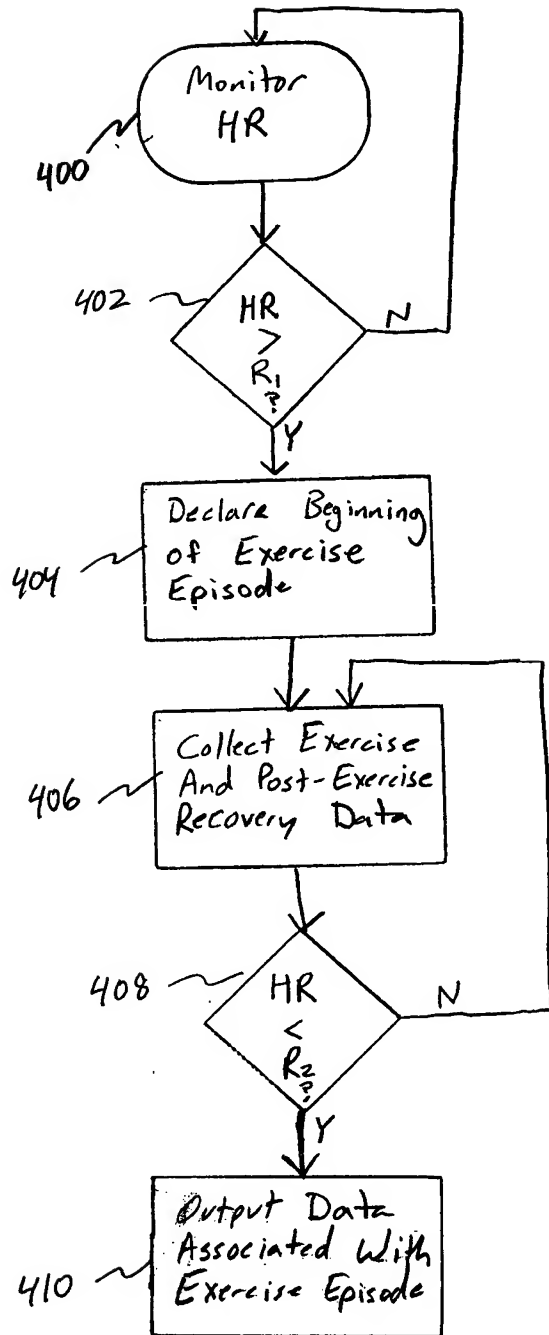 Monitor
HR
400
402
HR
>
R₁
?
N
Y
Declare Beginning
of Exercise
Episode
404
Collect Exercise
And Post-Exercise
Recovery Data
406
408
HR
<
R₂
?
N
Y
Output Data
Associated With
Exercise Episode
410